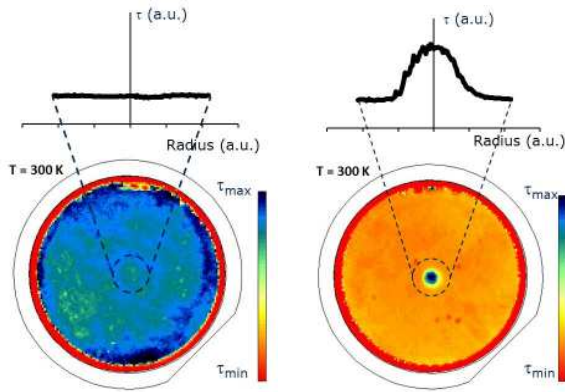 τ (a.u.)
Radius (a.u.)
T = 300 K
τmax
τmin
τ (a.u.)
Radius (a.u.)
T = 300 K
τmax
τmin